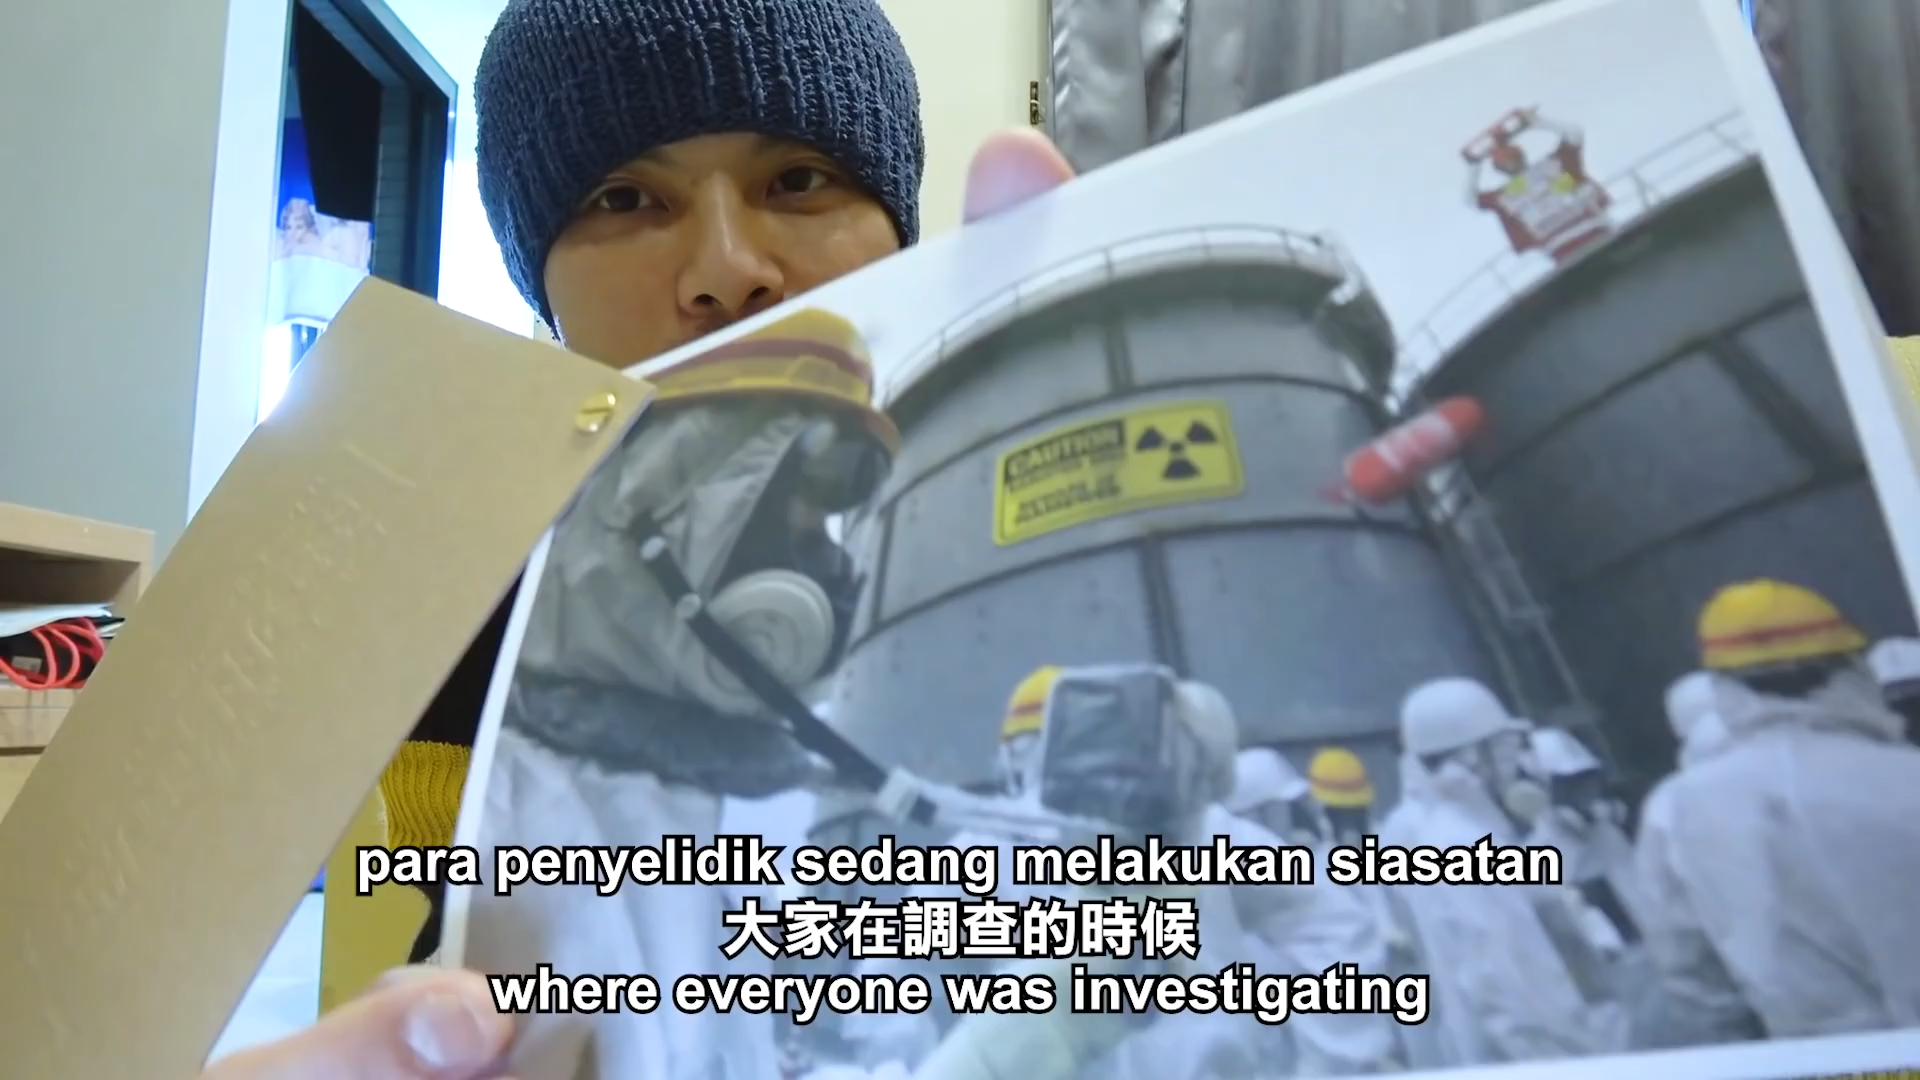 CAUTION
para penyelidik sedang melakukan siasatan
大家在調查的時候
where everyone was investigating